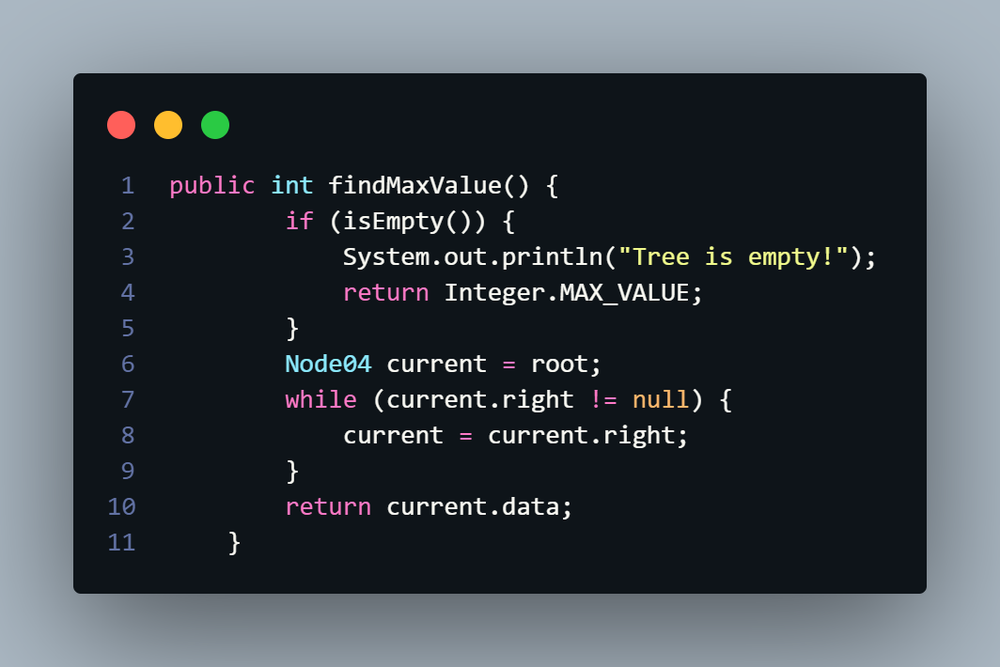 1 public int findMaxValue() {
2         if (isEmpty()) {
3             System.out.println("Tree is empty!");
4             return Integer.MAX_VALUE;
5         }
6         Node04 current = root;
7         while (current.right != null) {
8             current = current.right;
9         }
10         return current.data;
11     }